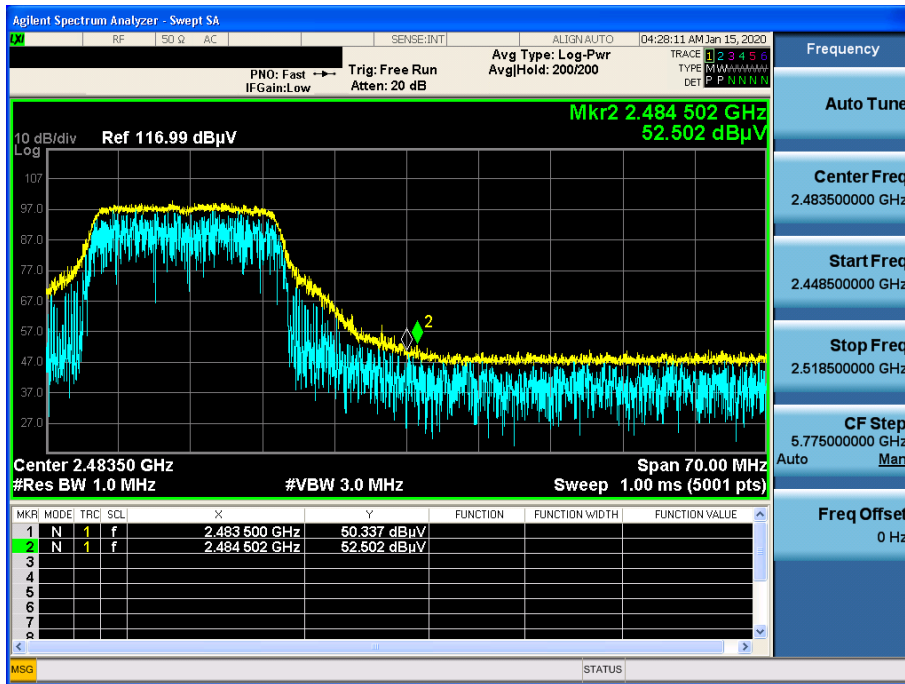 Agilent Spectrum Analyzer - Swept SA
LXI RF 50 Ω AC SENSE:INT ALIGN AUTO 04:28:11 AM Jan 15, 2020
Frequency
PNO: Fast Trig: Free Run Avg Type: Log-Pwr TRACE 1 2 3 4 5 6
IFGain:Low Atten: 20 dB Avg|Hold: 200/200 TYPE M W W W W W
DET P P N N N N
Auto Tune
Mkr2 2.484 502 GHz
52.502 dBµV
10 dB/div Ref 116.99 dBµV
Log
107
97.0
87.0
77.0
67.0
57.0
47.0
37.0
27.0
2
Center Freq
2.483500000 GHz
Start Freq
2.448500000 GHz
Stop Freq
2.518500000 GHz
CF Step
5.775000000 GHz
Auto Man
Freq Offset
0 Hz
Center 2.48350 GHz Span 70.00 MHz
#Res BW 1.0 MHz #VBW 3.0 MHz Sweep 1.00 ms (5001 pts)
MKR MODE TRC SCL X Y FUNCTION FUNCTION WIDTH FUNCTION VALUE
1 N 1 f 2.483 500 GHz 50.337 dBµV
2 N 1 f 2.484 502 GHz 52.502 dBµV
3
4
5
6
7
8
MSG STATUS